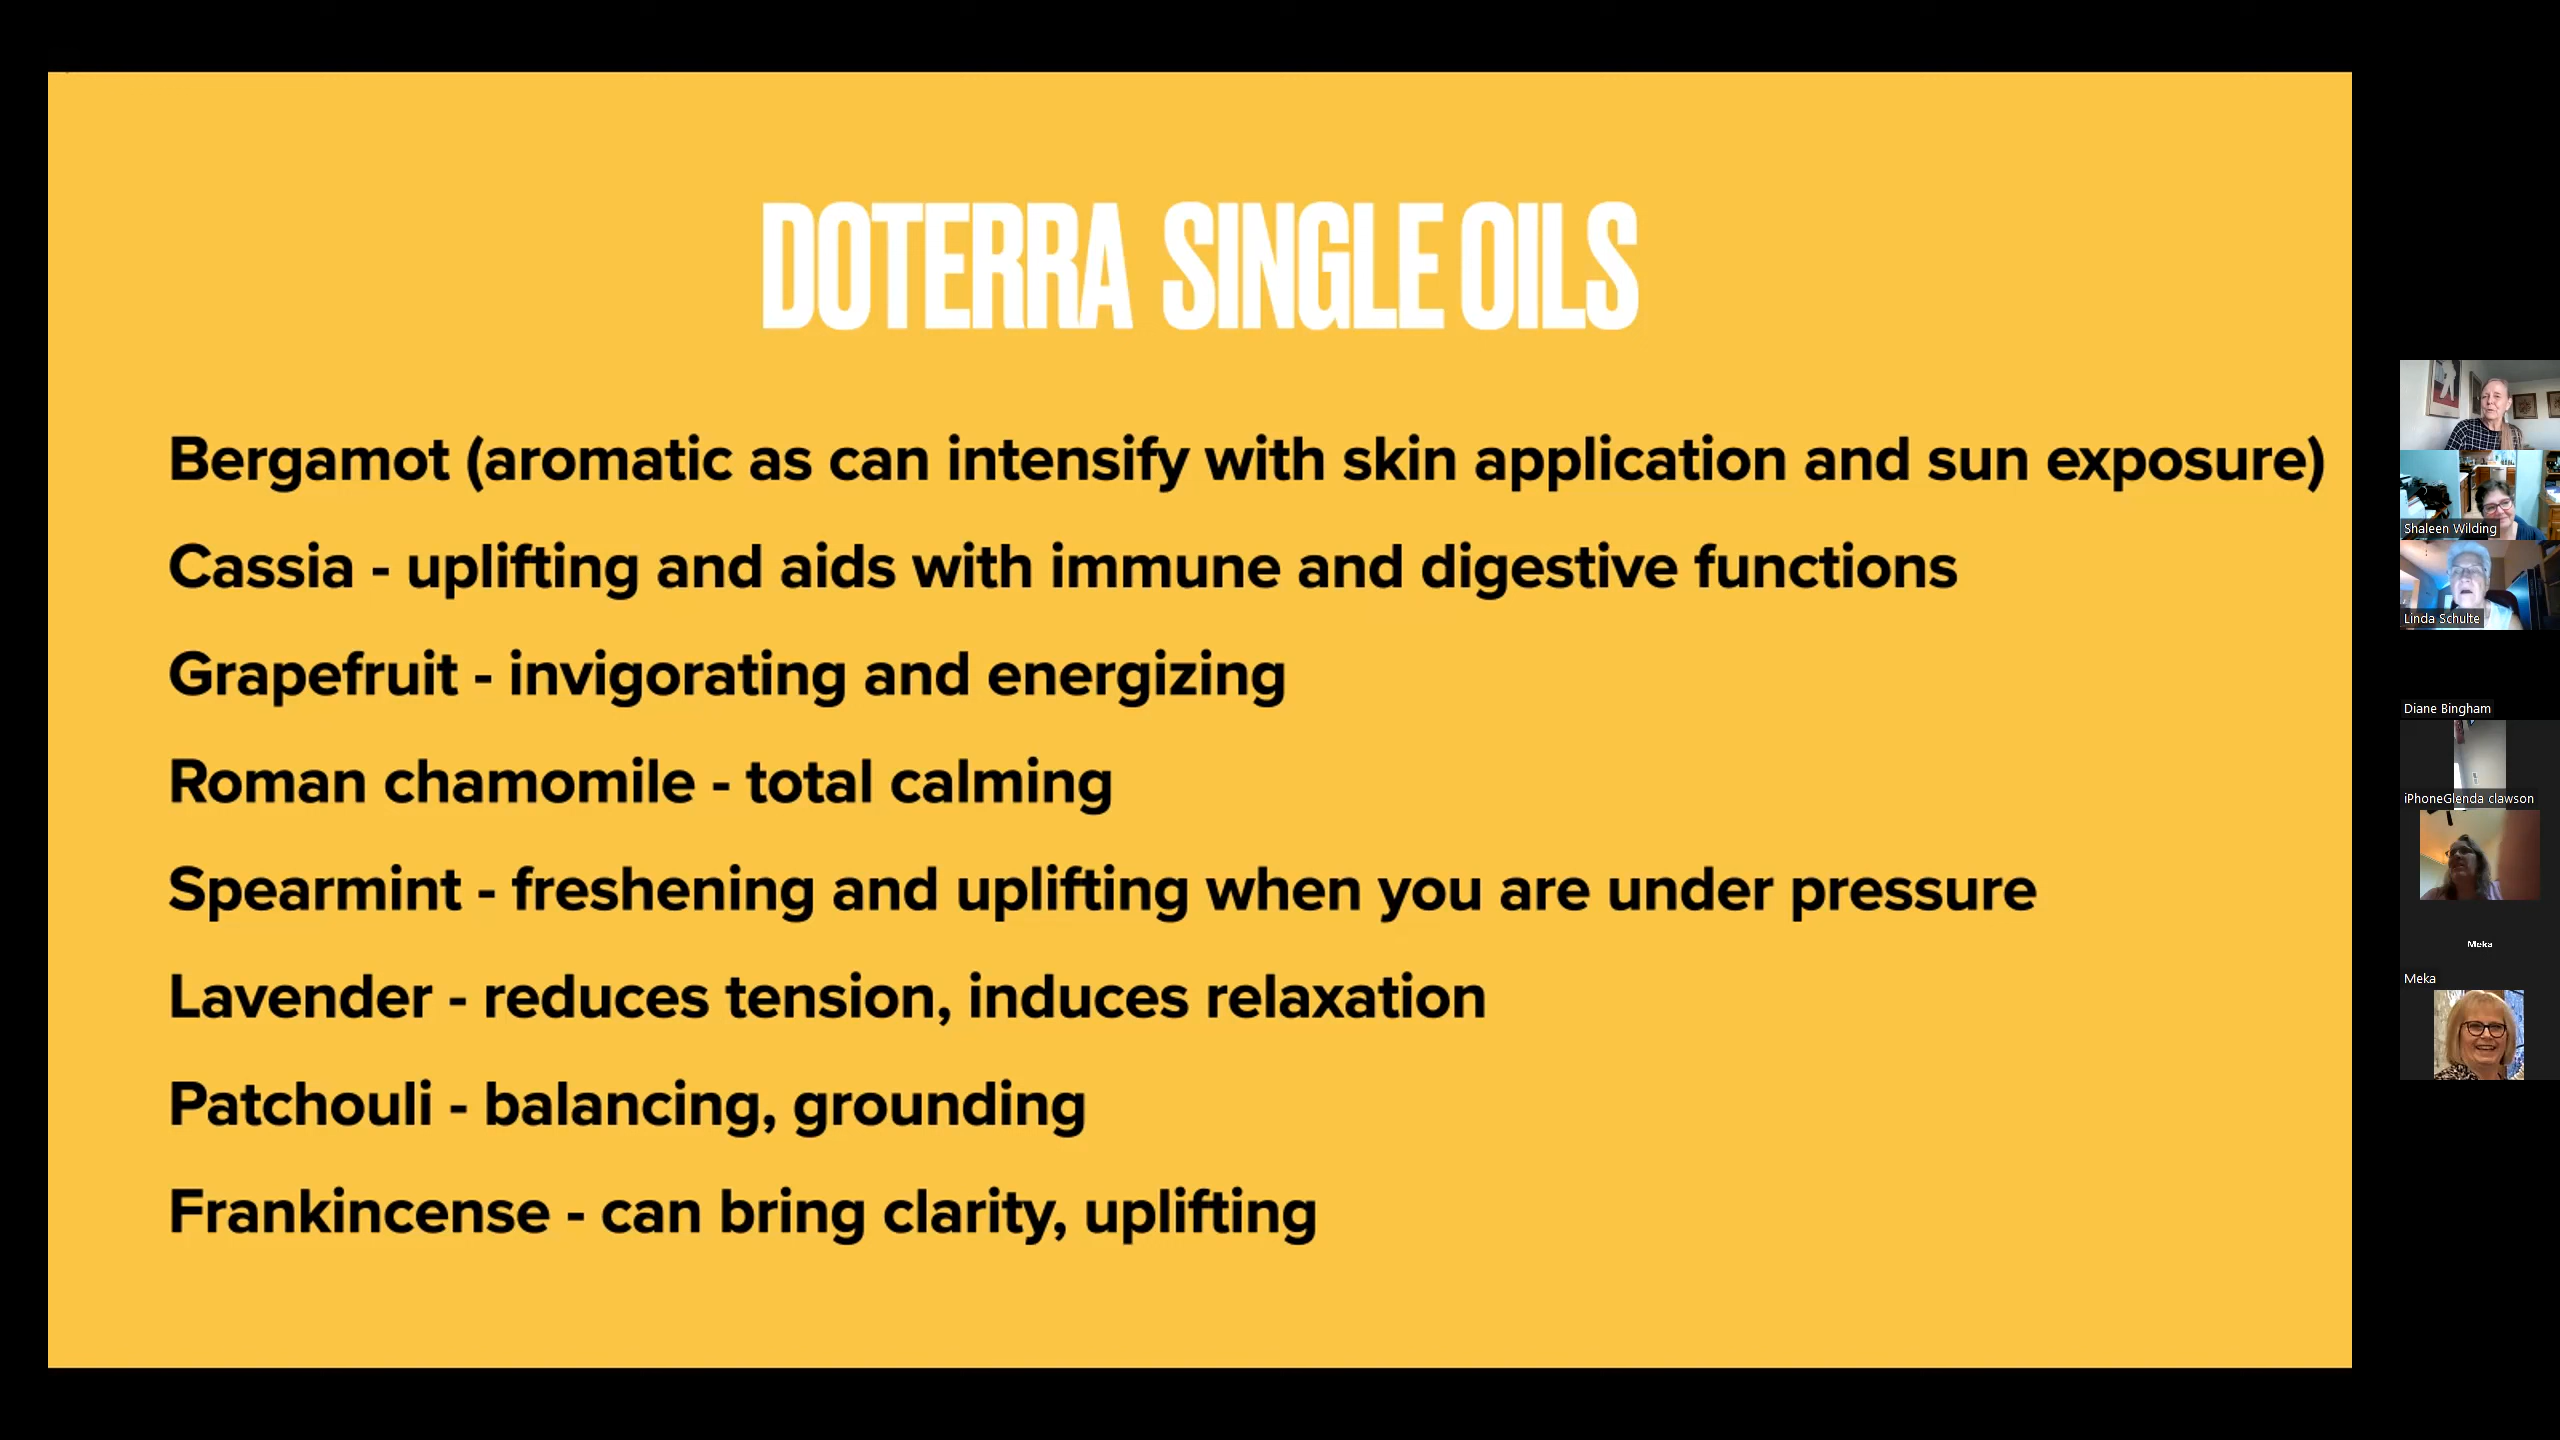 DOTERRA SINGLE OILS
Bergamot (aromatic as can intensify with skin application and sun exposure)
Cassia - uplifting and aids with immune and digestive functions
Grapefruit - invigorating and energizing
Roman chamomile - total calming
Spearmint - freshening and uplifting when you are under pressure
Lavender - reduces tension, induces relaxation
Patchouli - balancing, grounding
Frankincense - can bring clarity, uplifting
Shaleen Wilding
Linda Schulte
Diane Bingham
iPhoneGlenda clawson
Meka
Meka